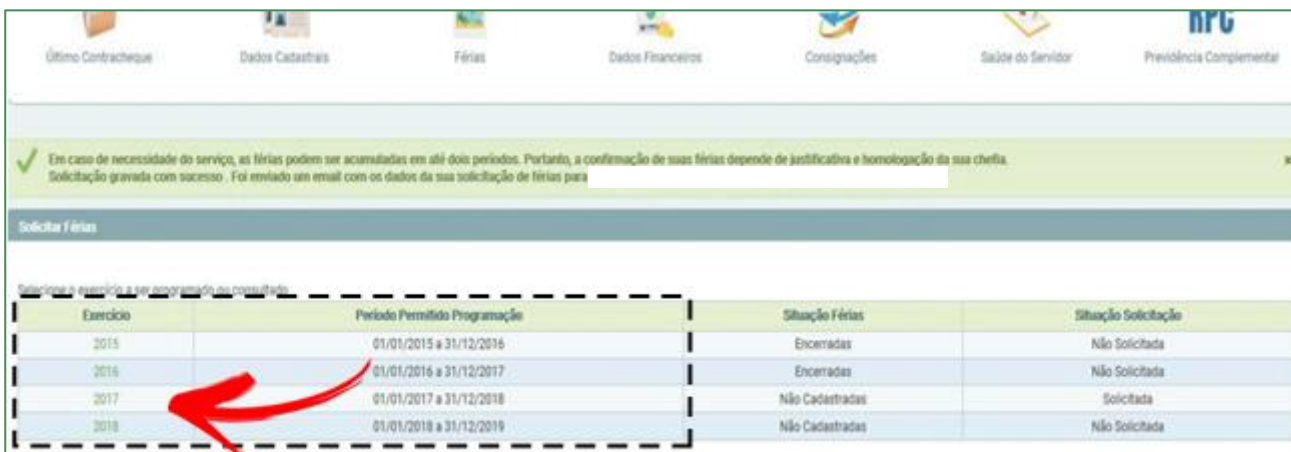 RPC
Último Contracheque Dados Cadastrais Férias Dados Financeiros Consignações Saúde do Servidor Previdência Complementar
Em caso de necessidade do serviço, as férias podem ser acumuladas em até dois períodos. Portanto, a confirmação de suas férias depende de justificativa e homologação da sua chefia.
Solicitação gravada com sucesso . Foi enviado um email com os dados da sua solicitação de férias para
Solicitar Férias
Selecione o exercício a ser programado ou consultado
Exercício Período Permitido Programação Situação Férias Situação Solicitação
2015 01/01/2015 a 31/12/2016 Encerradas Não Solicitada
2016 01/01/2016 a 31/12/2017 Encerradas Não Solicitada
2017 01/01/2017 a 31/12/2018 Não Cadastradas Solicitada
2018 01/01/2018 a 31/12/2019 Não Cadastradas Não Solicitada